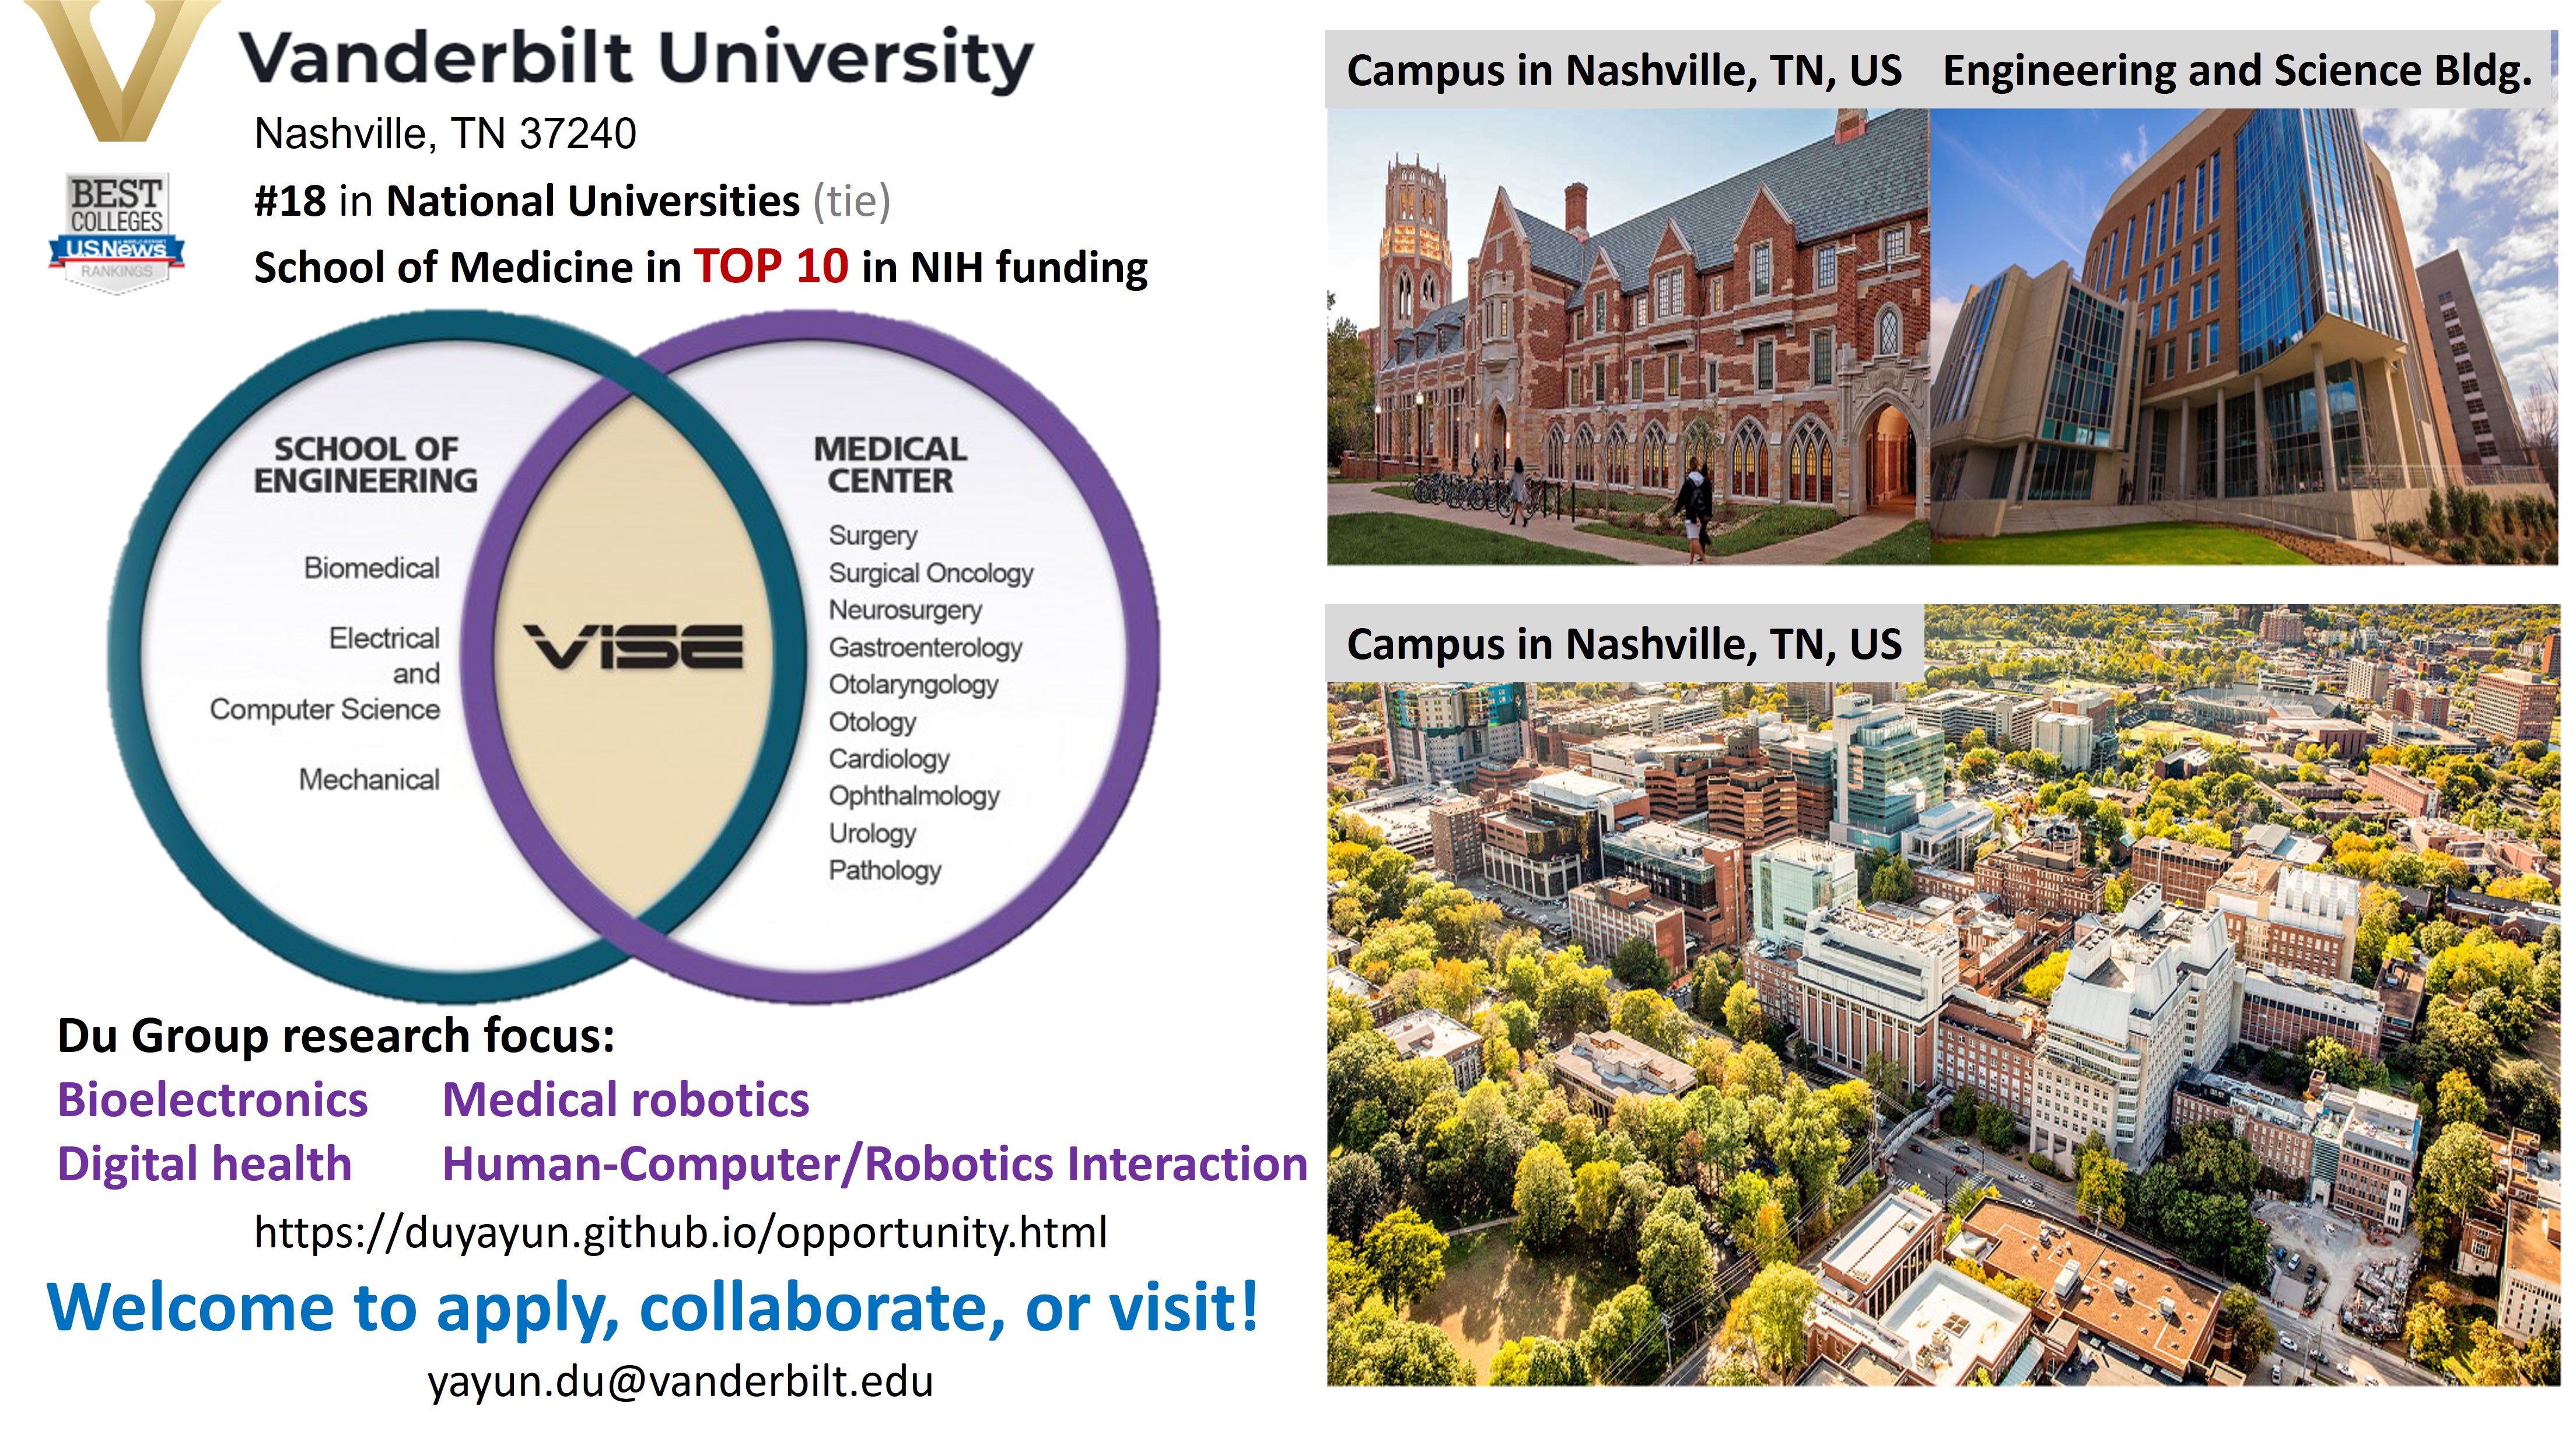 Vanderbilt University
Nashville, TN 37240
BEST
COLLEGES
U.S.News
RANKINGS
#18 in National Universities (tie)
School of Medicine in TOP 10 in NIH funding
SCHOOL OF
ENGINEERING
Biomedical
Electrical
and
Computer Science
Mechanical
VISE
MEDICAL
CENTER
Surgery
Surgical Oncology
Neurosurgery
Gastroenterology
Otolaryngology
Otology
Cardiology
Ophthalmology
Urology
Pathology
Du Group research focus:
Bioelectronics Medical robotics
Digital health Human-Computer/Robotics Interaction
https://duyayun.github.io/opportunity.html
Welcome to apply, collaborate, or visit!
yayun.du@vanderbilt.edu
Campus in Nashville, TN, US Engineering and Science Bldg.
Campus in Nashville, TN, US